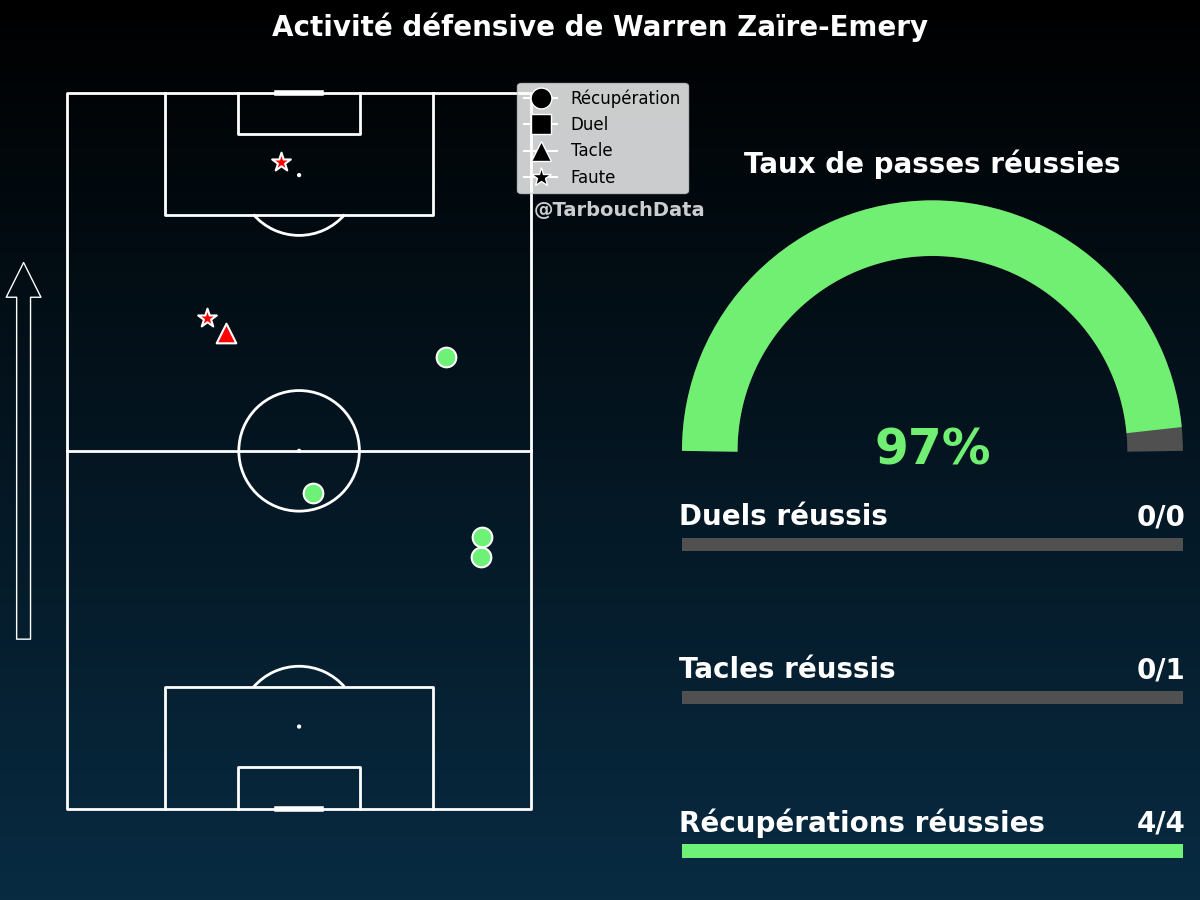 Activité défensive de Warren Zaïre-Emery
Récupération
Duel
Tacle
Faute
@TarbouchData
Taux de passes réussies
97%
Duels réussis 0/0
Tacles réussis 0/1
Récupérations réussies 4/4